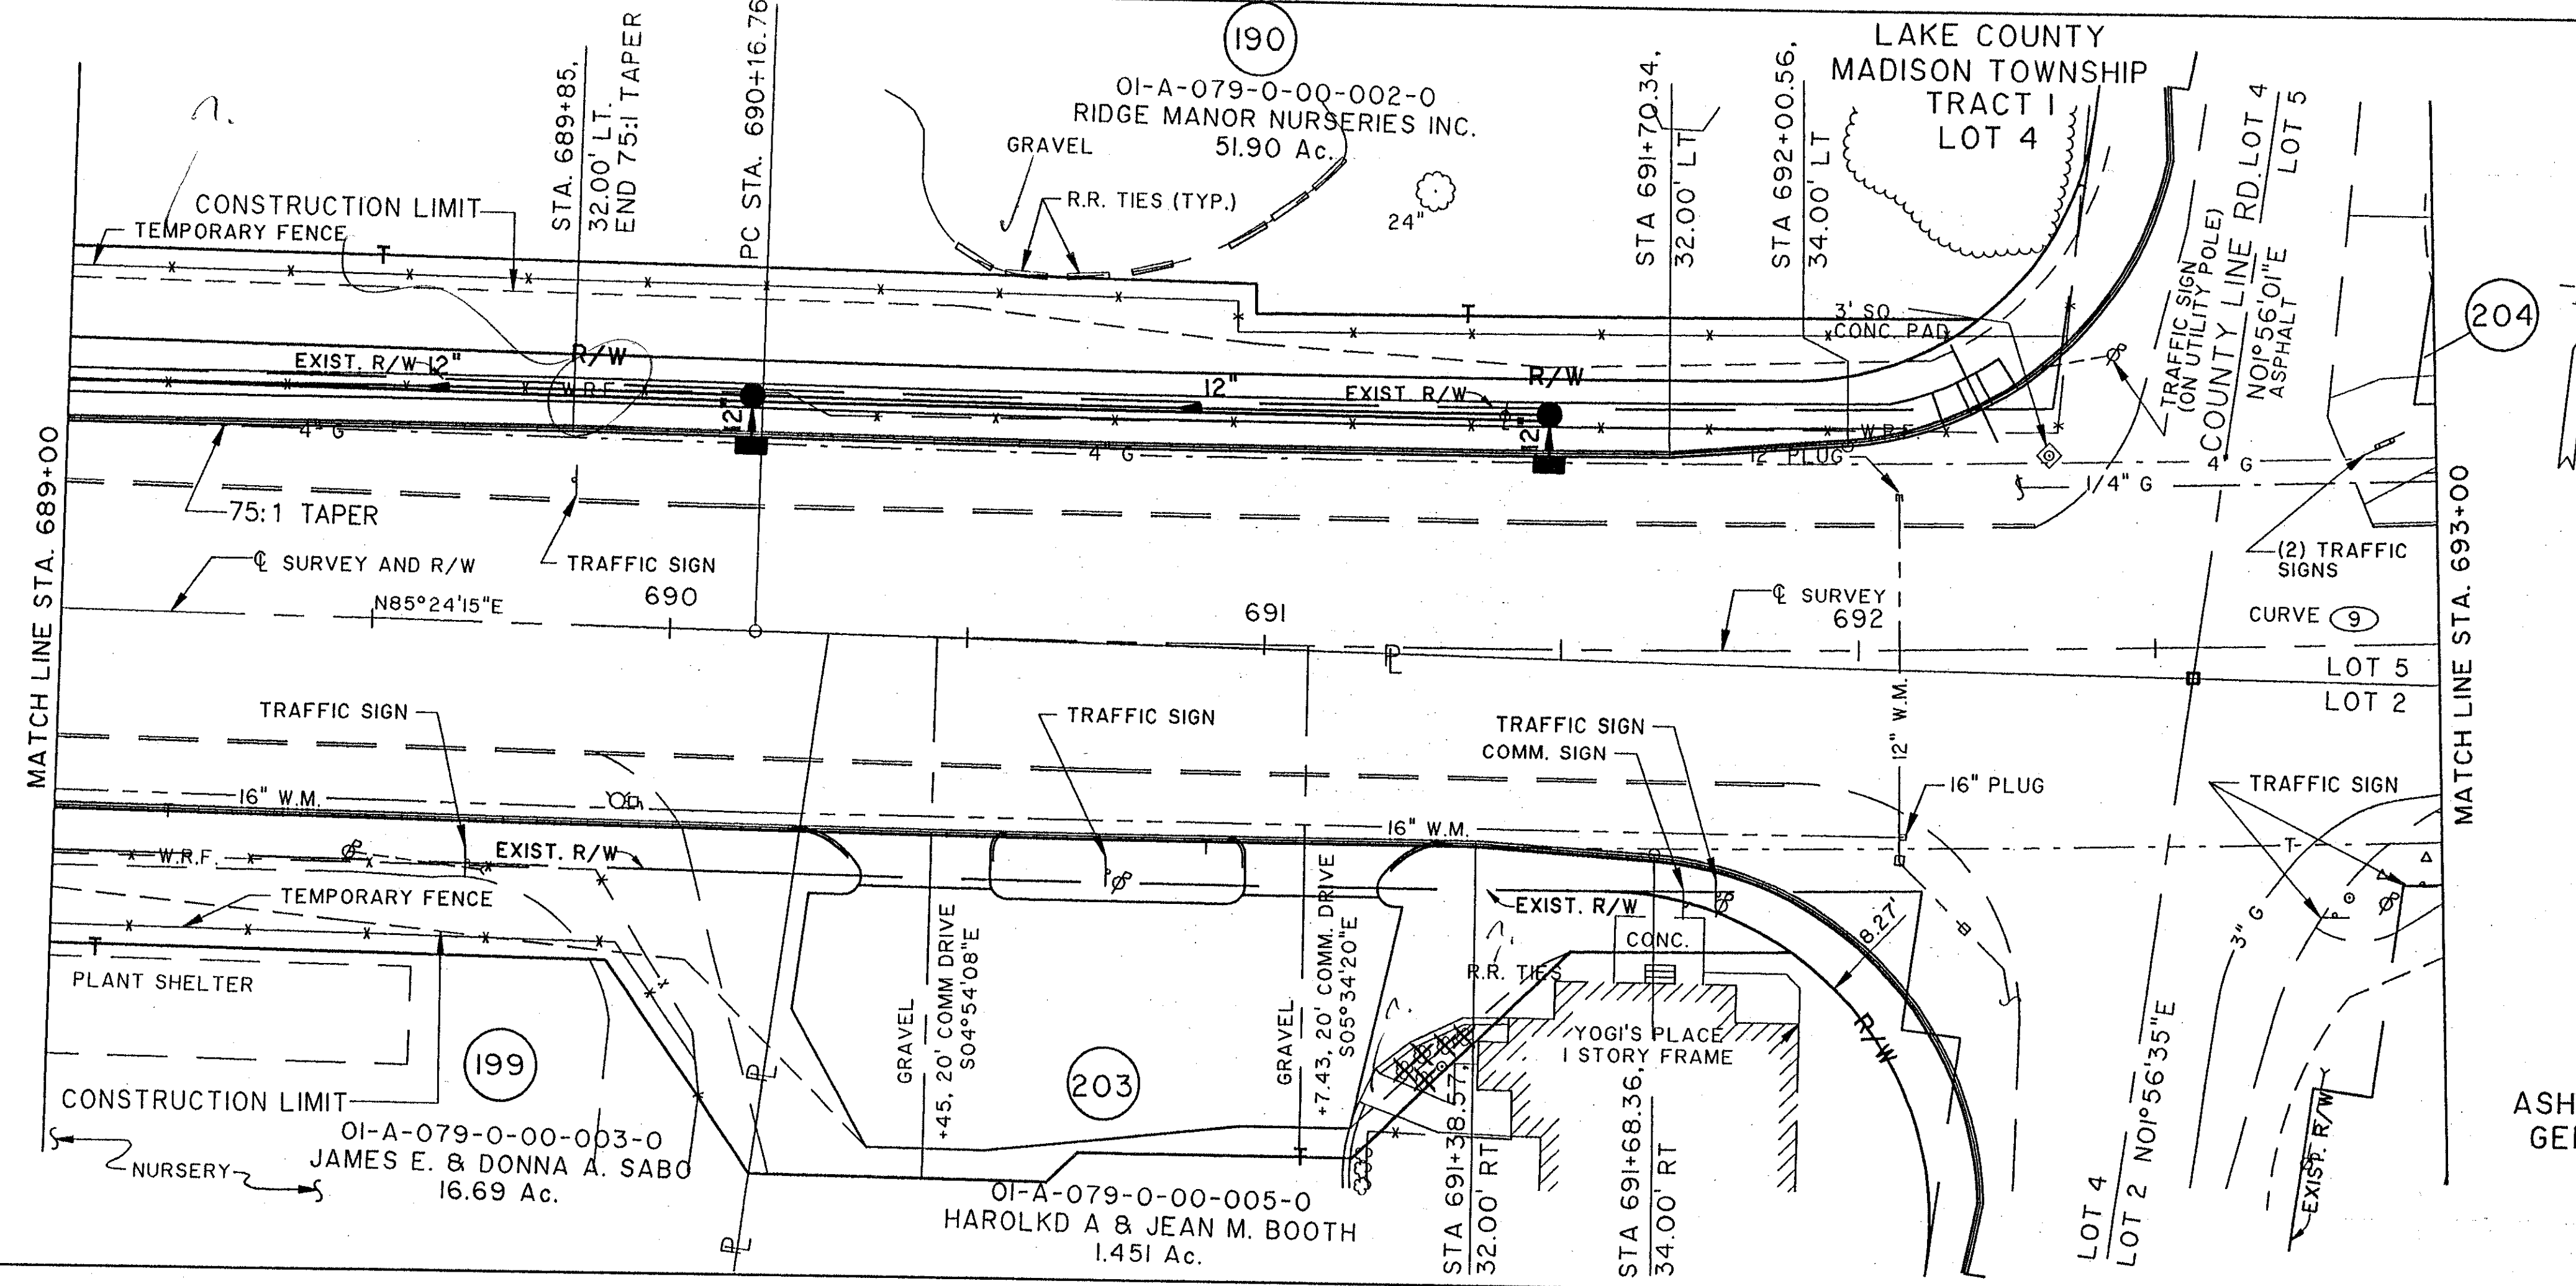 190
01-A-079-0-00-002-0
RIDGE MANOR NURSERIES INC.
51.90 Ac.
LAKE COUNTY
MADISON TOWNSHIP
TRACT 1
LOT 4
STA. 689+85,
32.00' LT.
END 75:1 TAPER
PC STA. 690+16.76
GRAVEL
R.R. TIES (TYP.)
24"
STA 691+70.34,
32.00' LT
STA 692+00.56,
34.00' LT
CONSTRUCTION LIMIT
TEMPORARY FENCE
T
T
3' SQ
CONC. PAD
TRAFFIC SIGN
(ON UTILITY POLE)
COUNTY LINE RD.
LOT 4
LOT 5
N01°56'01"E
ASPHALT
204
EXIST. R/W
12"
R/W
W.R.F.
12"
12"
EXIST. R/W
R/W
12"
W.R.F.
4" G
4" G
12" PLUG
4" G
1/4" G
75:1 TAPER
TRAFFIC SIGN
(2) TRAFFIC
SIGNS
MATCH LINE STA. 689+00
MATCH LINE STA. 693+00
℄ SURVEY AND R/W
N85°24'15"E
690
691
℄ SURVEY
692
CURVE 9
PL
LOT 5
LOT 2
TRAFFIC SIGN
TRAFFIC SIGN
TRAFFIC SIGN
COMM. SIGN
12" W.M.
16" PLUG
TRAFFIC SIGN
16" W.M.
16" W.M.
T
W.R.F.
EXIST. R/W
TEMPORARY FENCE
T
PLANT SHELTER
EXIST. R/W
8.27'
CONC.
R.R. TIES
3" G
GRAVEL
+45, 20' COMM DRIVE
S04°54'08"E
GRAVEL
+7.43, 20' COMM. DRIVE
S05°34'20"E
YOGI'S PLACE
1 STORY FRAME
R/W
199
203
PL
CONSTRUCTION LIMIT
01-A-079-0-00-003-0
JAMES E. & DONNA A. SABO
16.69 Ac.
NURSERY
T
01-A-079-0-00-005-0
HAROLKD A & JEAN M. BOOTH
1.451 Ac.
PL
STA 691+38.57,
32.00' RT
STA 691+68.36,
34.00' RT
LOT 4
LOT 2
N01°56'35"E
EXIST. R/W
ASH
GE